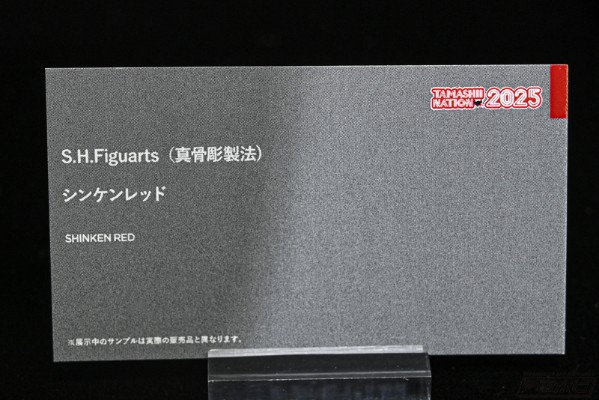 TAMASHII
NATION 2025
S.H.Figuarts（真骨彫製法）
シンケンレッド
SHINKEN RED
※展示中のサンプルは実際の販売品と異なります。